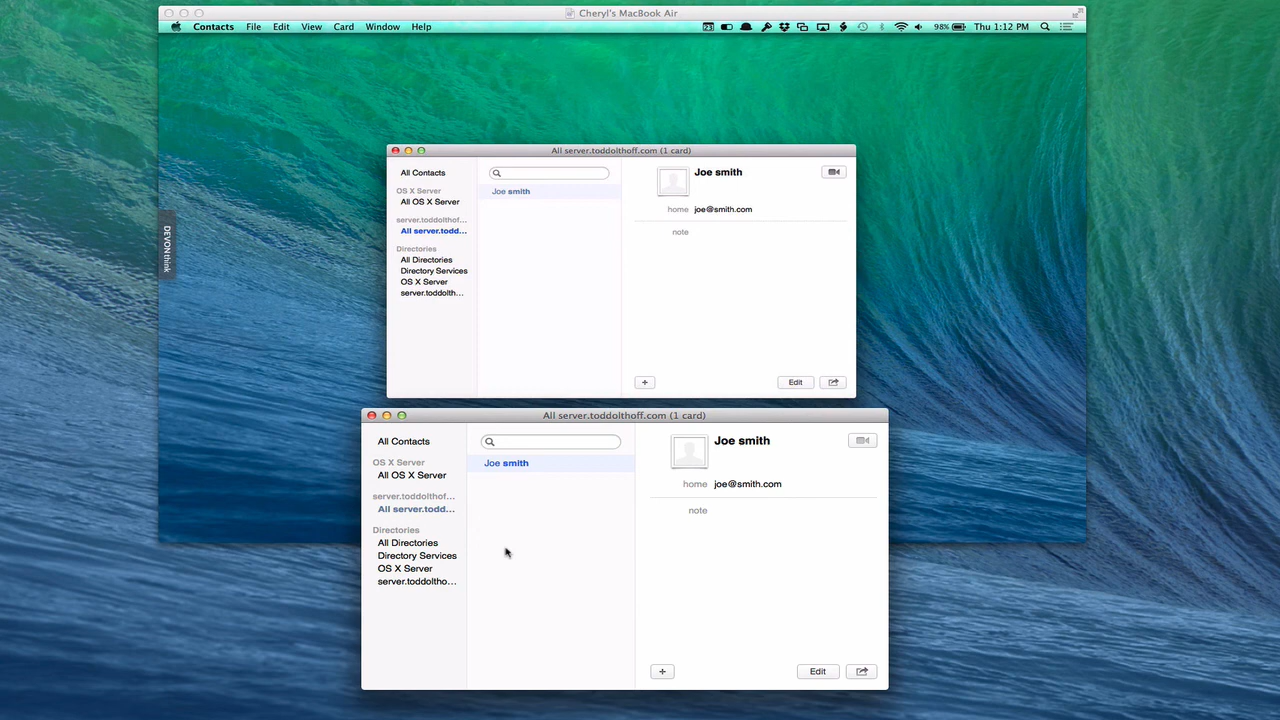 Cheryl's MacBook Air
Contacts File Edit View Card Window Help 23 98% Thu 1:12 PM
DEVONthink
All server.toddolthoff.com (1 card)
All Contacts
OS X Server
All OS X Server
server.toddolthof...
All server.todd...
Directories
All Directories
Directory Services
OS X Server
server.toddolth...
Joe smith
Joe smith
home joe@smith.com
note
+ Edit
All server.toddolthoff.com (1 card)
All Contacts
OS X Server
All OS X Server
server.toddolthof...
All server.todd...
Directories
All Directories
Directory Services
OS X Server
server.toddoltho...
Joe smith
Joe smith
home joe@smith.com
note
+ Edit